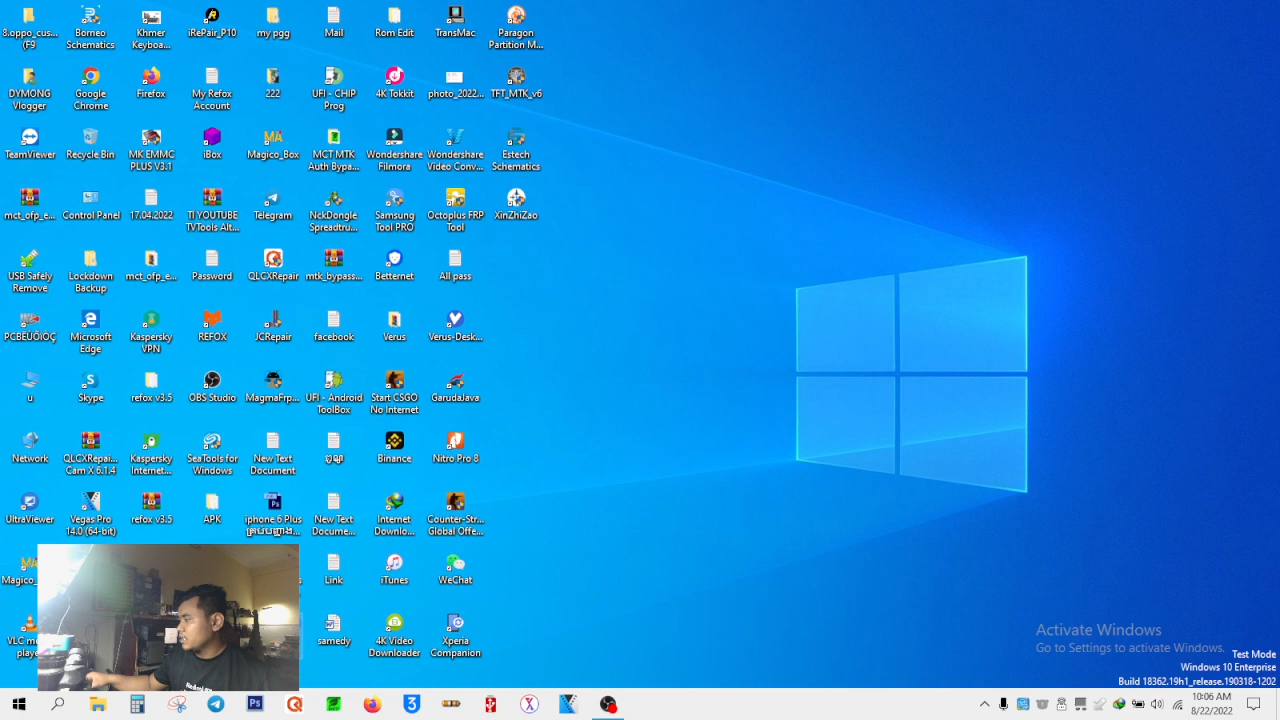 8.oppo_cus...
(F9
Borneo
Schematics
Khmer
Keyboa...
iRePair_P10
my pgg
Mail
Rom Edit
TransMac
Paragon
Partition M...
DYMONG
Vlogger
Google
Chrome
Firefox
My Refox
Account
222
UFI - CHIP
Prog
4K Tokkit
photo_2022...
TFT_MTK_v6
TeamViewer
Recycle Bin
MK EMMC
PLUS V3.1
iBox
Magico_Box
MCT MTK
Auth Bypa...
Wondershare
Filmora
Wondershare
Video Conv...
Estech
Schematics
mct_ofp_e...
Control Panel
17.04.2022
TI YOUTUBE
TVTools Alt...
Telegram
NckDongle
Spreadtru...
Samsung
Tool PRO
Octoplus FRP
Tool
XinZhiZao
USB Safely
Remove
Lockdown
Backup
mct_ofp_e...
Password
QLCXRepair
mtk_bypass...
Betternet
All pass
PCBÈÜÕÌÒÇ
Microsoft
Edge
Kaspersky
VPN
REFOX
JCRepair
facebook
Verus
Verus-Desk...
u
Skype
refox v3.5
OBS Studio
MagmaFrp...
UFI - Android
ToolBox
Start CSGO
No Internet
GarudaJava
Network
QLCXRepai...
Cam X 6.1.4
Kaspersky
Internet...
SeaTools for
Windows
New Text
Document
Binance
Nitro Pro 8
UltraViewer
Vegas Pro
14.0 (64-bit)
refox v3.5
APK
iphone 6 Plus
New Text
Docume...
Internet
Downlo...
Counter-Str...
Global Offe...
Magico_
Link
iTunes
WeChat
VLC me
playe
samedy
4K Video
Downloader
Xperia
Companion
Activate Windows
Go to Settings to activate Windows.
Test Mode
Windows 10 Enterprise
Build 18362.19h1_release.190318-1202
10:06 AM
8/22/2022